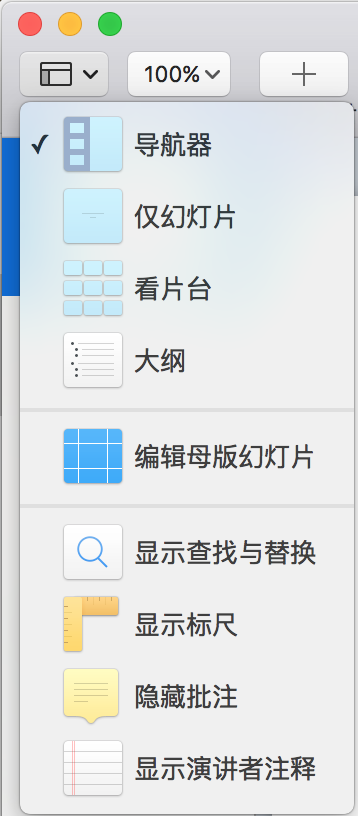 100%
导航器
仅幻灯片
看片台
大纲
编辑母版幻灯片
显示查找与替换
显示标尺
隐藏批注
显示演讲者注释